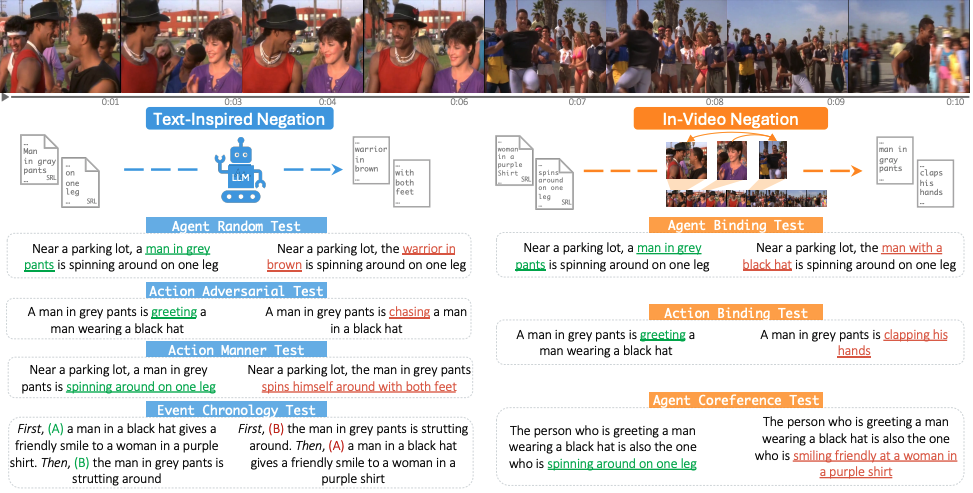 0:01
0:03
0:04
0:06
0:07
0:08
0:09
0:10
Text-Inspired Negation
...
Man
in gray
pants
...
SRL
...
on
one
leg
...
SRL
LLM
...
warrior
in
brown
...
...
with
both
feet
...
Agent Random Test
Near a parking lot, a man in grey
pants is spinning around on one leg
Near a parking lot, the warrior in
brown is spinning around on one leg
Action Adversarial Test
A man in grey pants is greeting a
man wearing a black hat
A man in grey pants is chasing a man
in a black hat
Action Manner Test
Near a parking lot, a man in grey
pants is spinning around on one leg
Near a parking lot, the man in grey pants
spins himself around with both feet
Event Chronology Test
First, (A) a man in a black hat gives a
friendly smile to a woman in a purple
shirt. Then, (B) the man in grey pants is
strutting around
First, (B) the man in grey pants is strutting
around. Then, (A) a man in a black hat
gives a friendly smile to a woman in a
purple shirt
In-Video Negation
...
woman
in a
purple
Shirt
...
...
spins
around
on one
leg
...
SRL
...
man in
gray
pants
...
...
claps
his
hands
...
Agent Binding Test
Near a parking lot, a man in grey
pants is spinning around on one leg
Near a parking lot, the man with a
black hat is spinning around on one leg
Action Binding Test
A man in grey pants is greeting a
man wearing a black hat
A man in grey pants is clapping his
hands
Agent Coreference Test
The person who is greeting a man
wearing a black hat is also the one
who is spinning around on one leg
The person who is greeting a man
wearing a black hat is also the one
who is smiling friendly at a woman in
a purple shirt